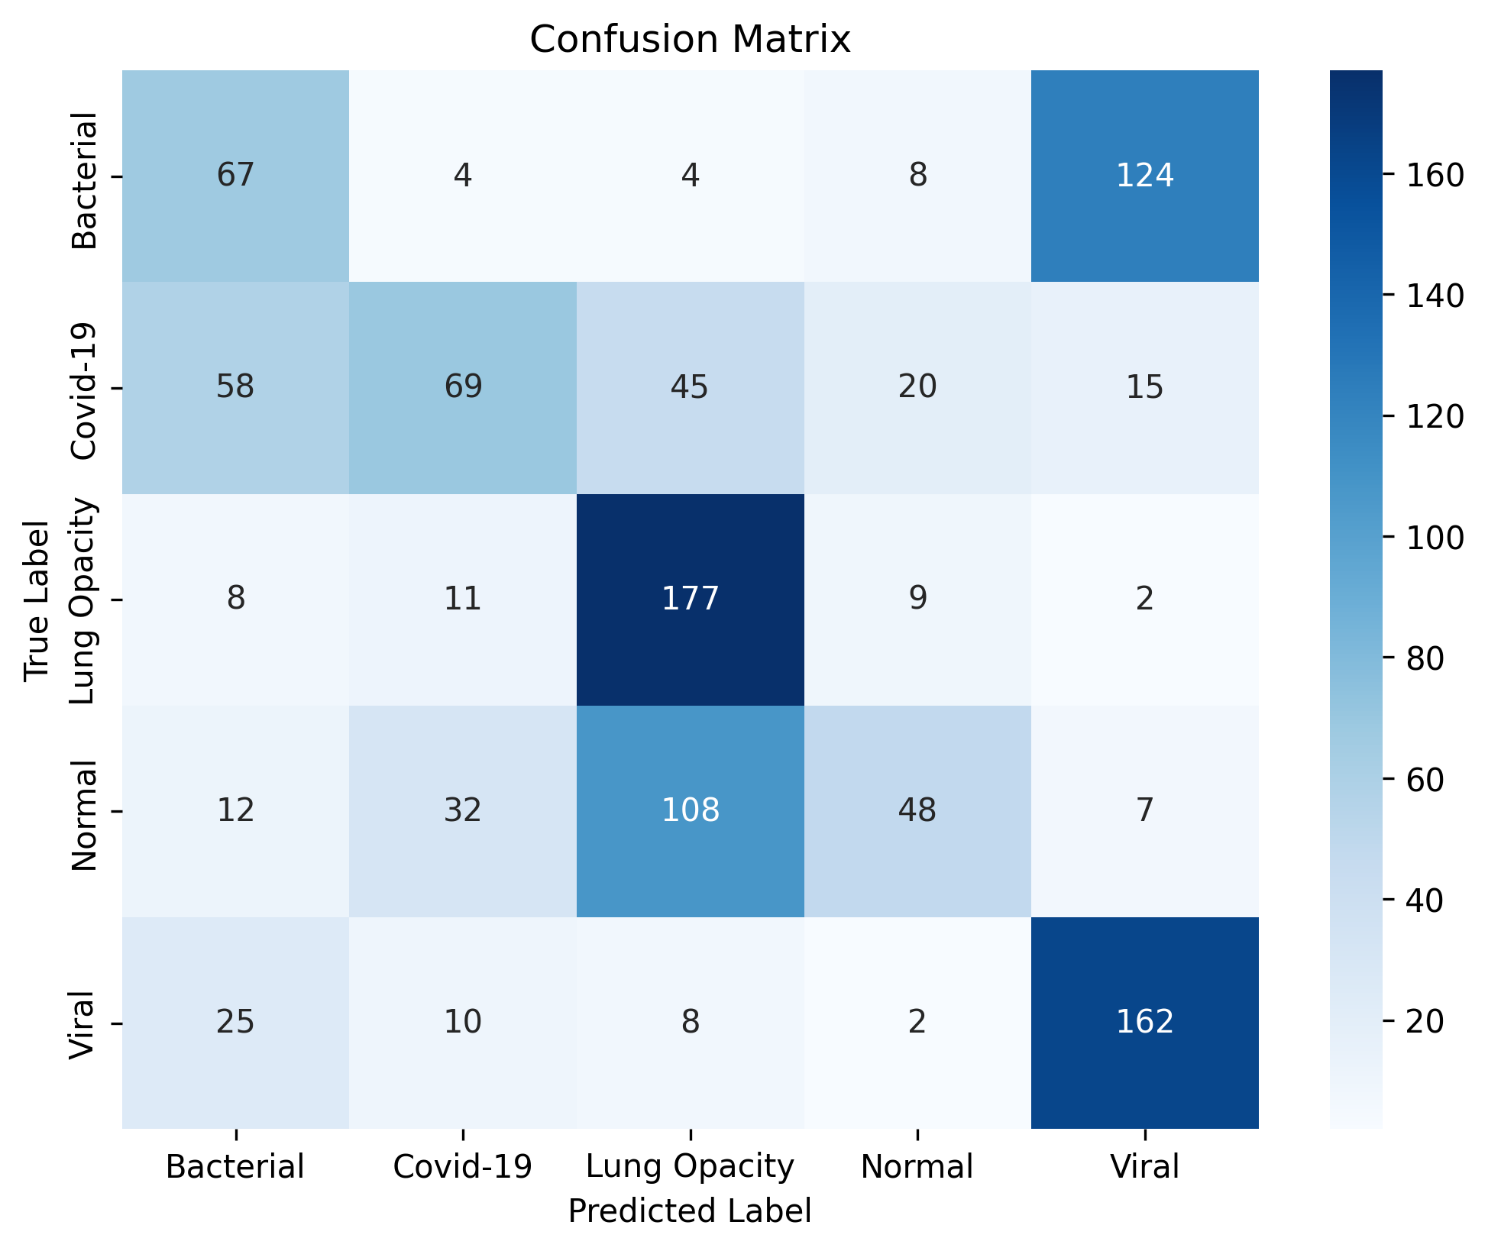 Confusion Matrix
True Label
Bacterial 67 4 4 8 124
Covid-19 58 69 45 20 15
Lung Opacity 8 11 177 9 2
Normal 12 32 108 48 7
Viral 25 10 8 2 162
Bacterial Covid-19 Lung Opacity Normal Viral
Predicted Label
160
140
120
100
80
60
40
20